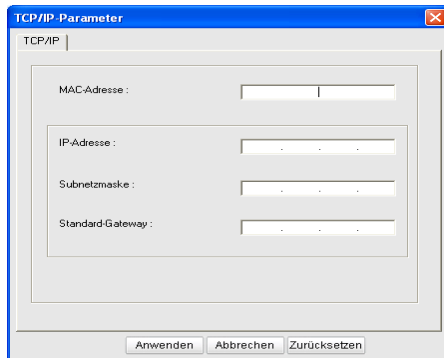 TCP/IP-Parameter
TCP/IP
MAC-Adresse :
IP-Adresse :
Subnetzmaske :
Standard-Gateway :
Anwenden Abbrechen Zurücksetzen